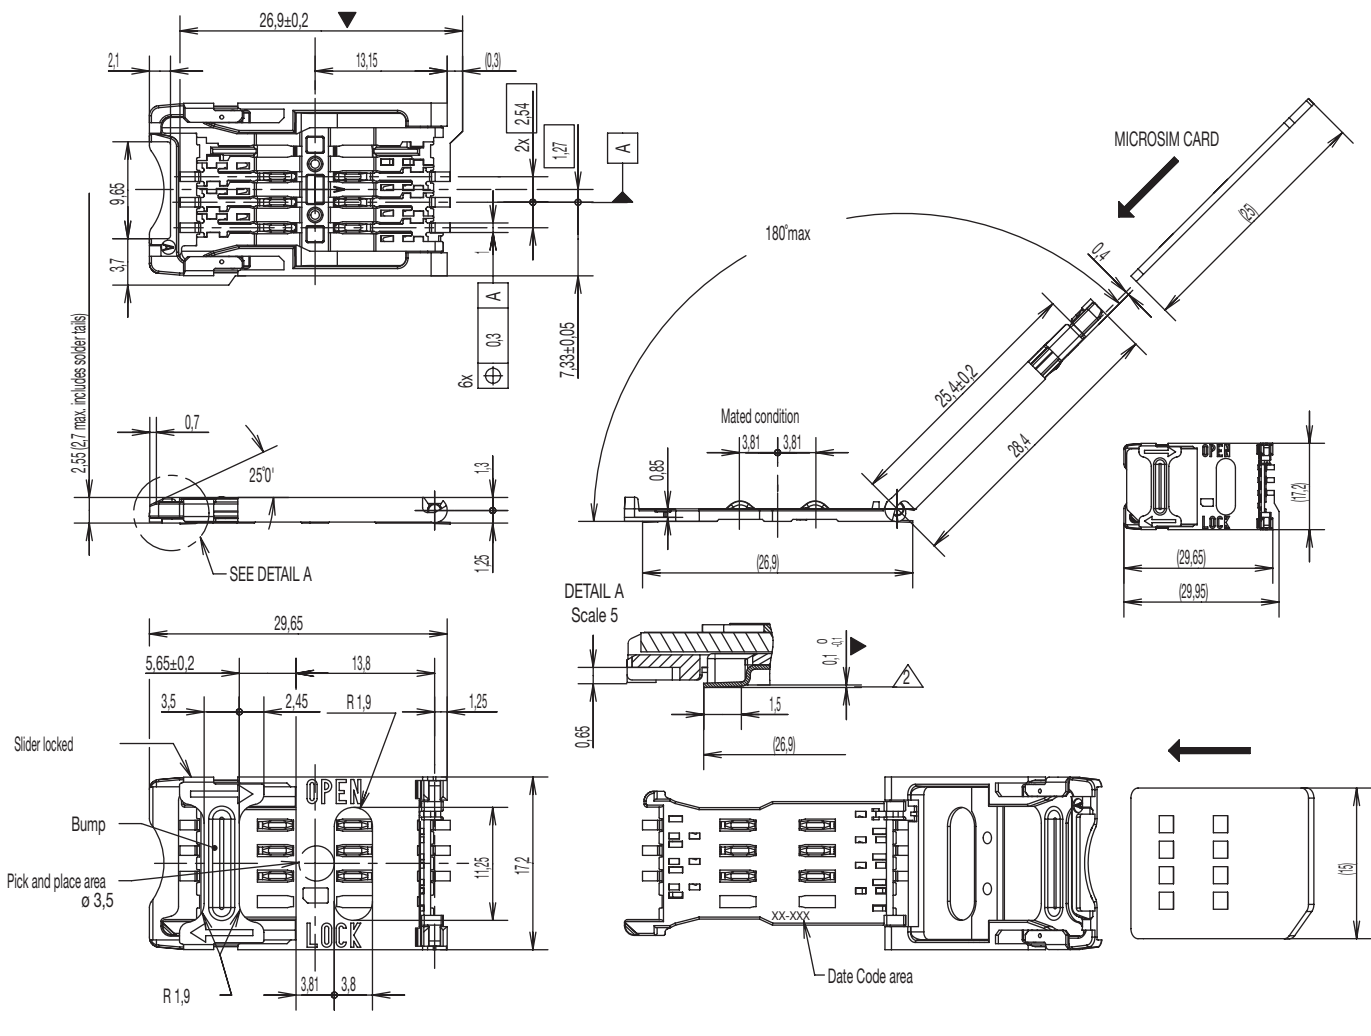 26,9±0,2
2,1
13,15
(0,3)
2x 2,54
1,27
A
9,65
3,7
1
6x 0,3 A
7,33±0,05
MICROSIM CARD
(25)
0,4
180°max
25,4±0,2
28,4
Mated condition
3,81
3,81
0,85
(26,9)
2,55 (2,7 max. includes solder tails)
0,7
25°0'
1,3
1,25
SEE DETAIL A
OPEN
LOCK
(17,2)
(29,65)
(29,95)
DETAIL A
Scale 5
0,1 0 -0,1
2
0,65
1,5
(26,9)
29,65
5,65±0,2
13,8
3,5
2,45
R 1,9
1,25
Slider locked
OPEN
Bump
Pick and place area
ø 3,5
11,25
17,2
LOCK
R 1,9
3,81
3,8
XX-XXX
Date Code area
(15)